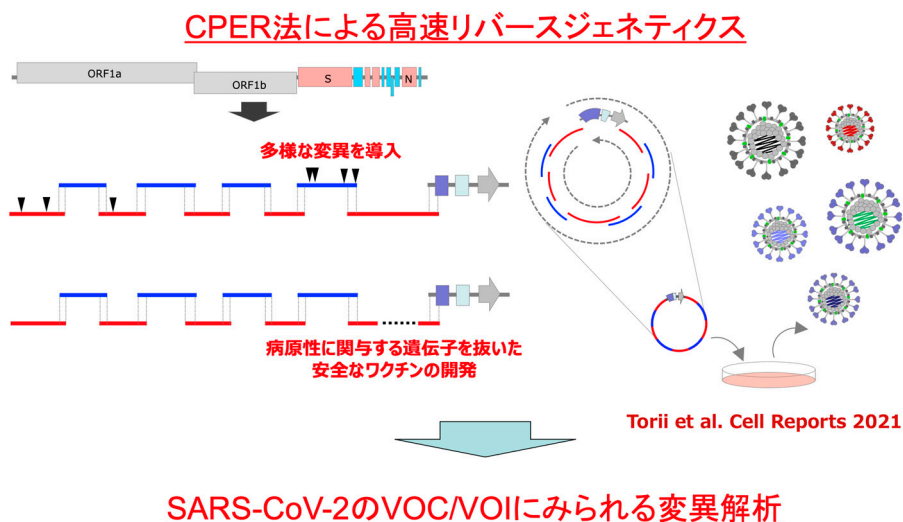 CPER法による高速リバースジェネティクス
ORF1a
ORF1b
S
N
多様な変異を導入
病原性に関与する遺伝子を抜いた
安全なワクチンの開発
Torii et al. Cell Reports 2021
SARS-CoV-2のVOC/VOIにみられる変異解析